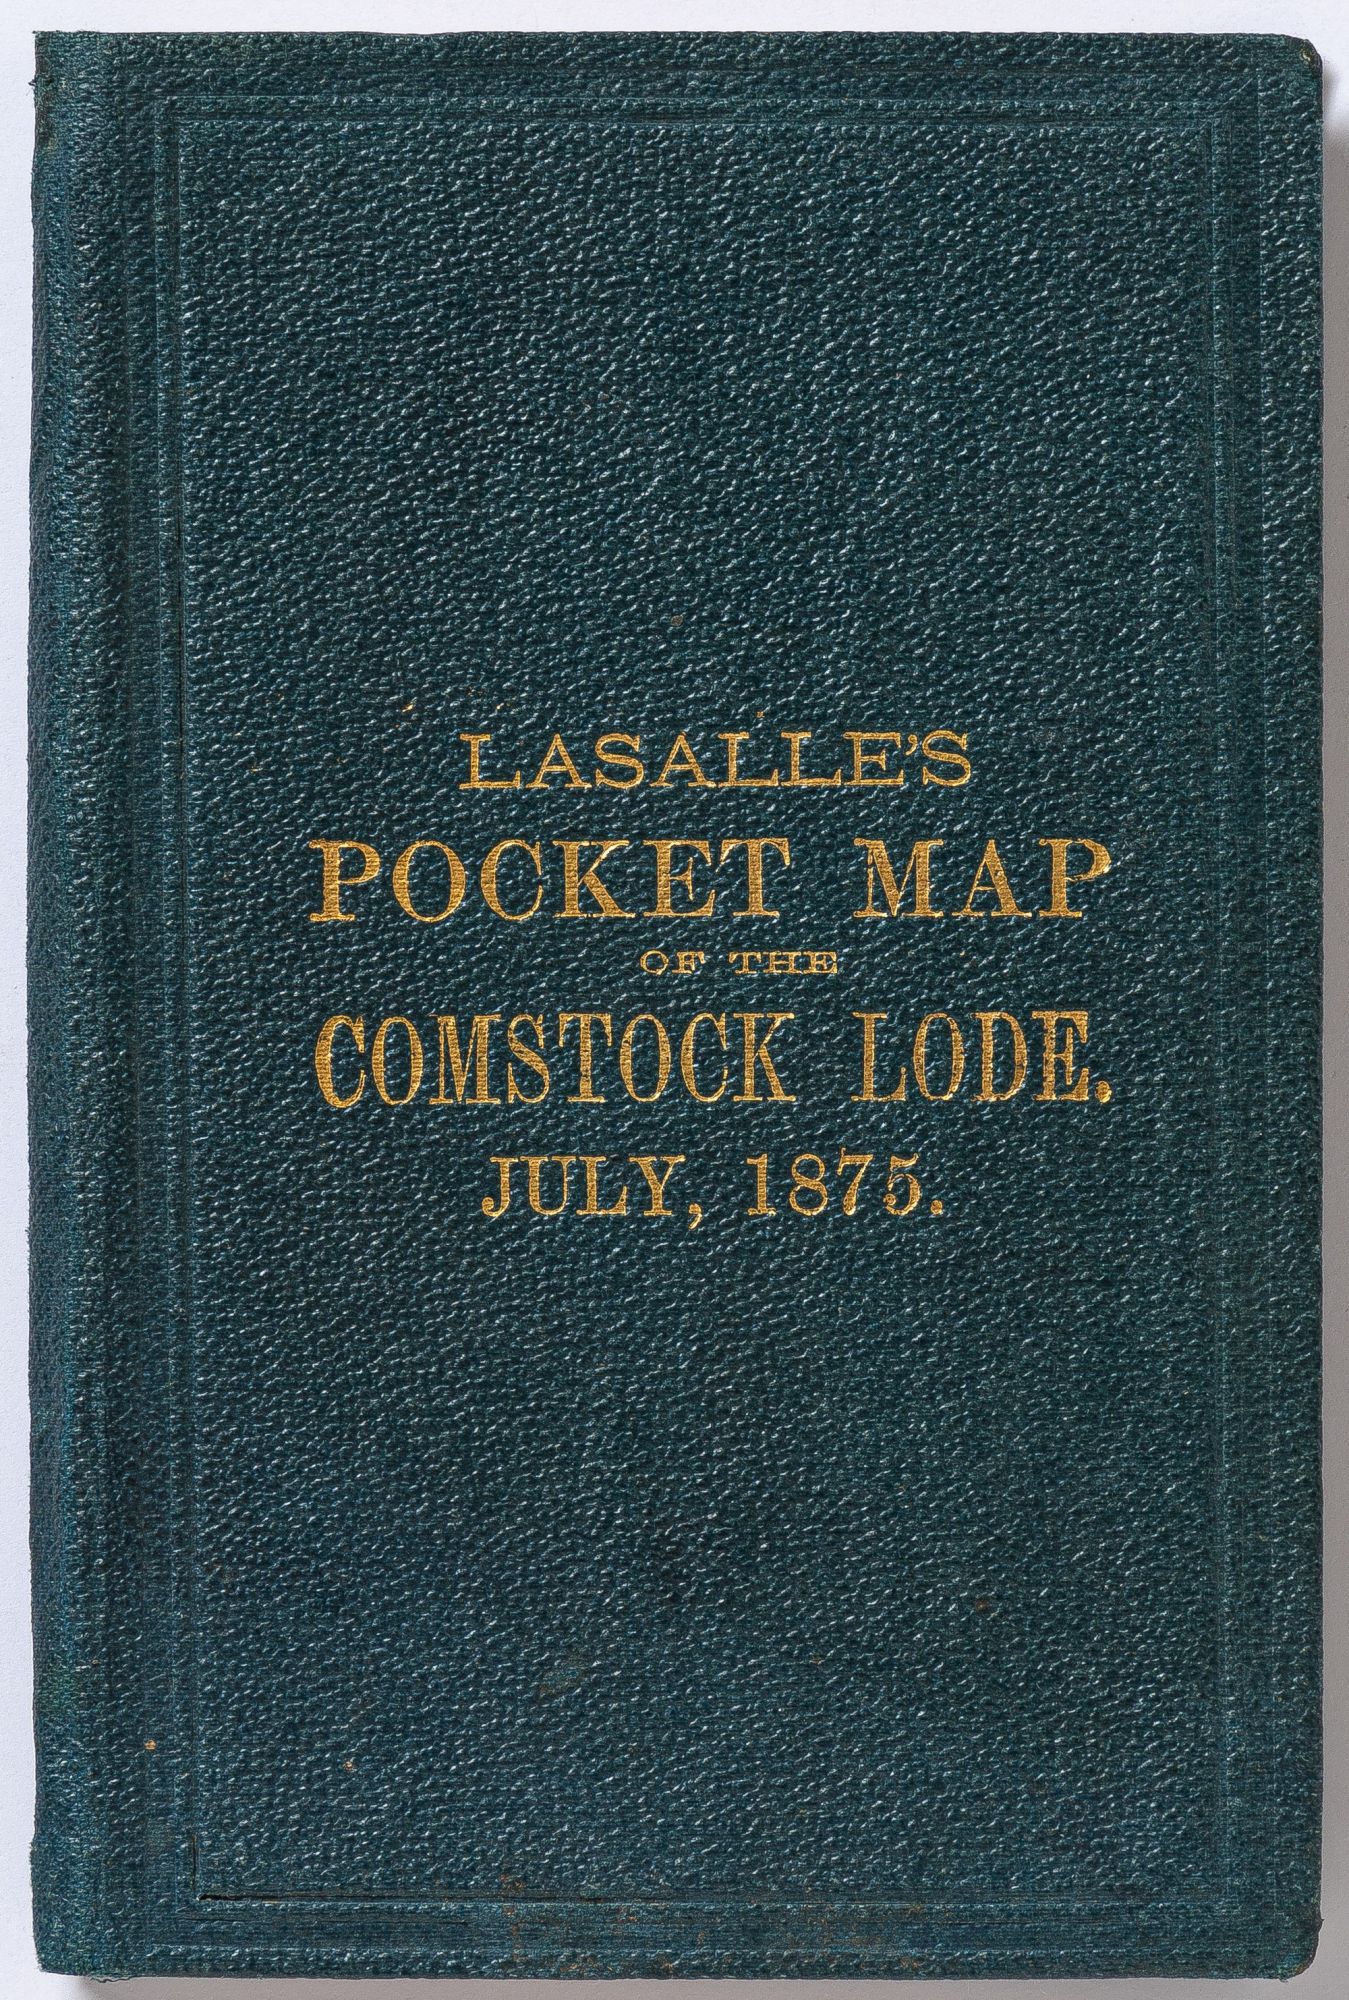 LASALLE'S
POCKET MAP
OF THE
COMSTOCK LODE.
JULY, 1875.